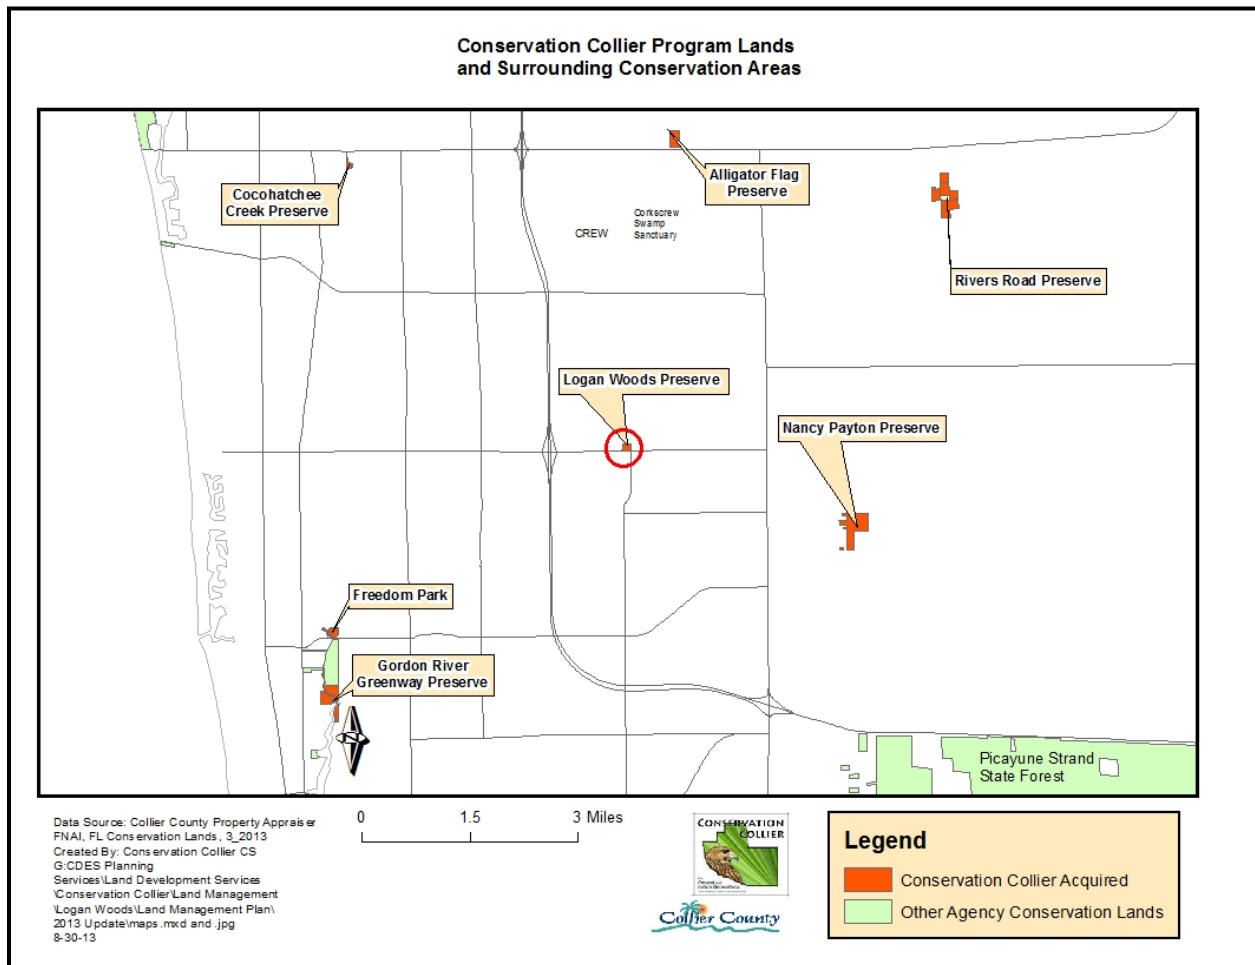 Conservation Collier Program Lands
and Surrounding Conservation Areas
Cocohatchee
Creek Preserve
Alligator Flag
Preserve
Corkscrew
Swamp
Sanctuary
CREW
Rivers Road Preserve
Logan Woods Preserve
Nancy Payton Preserve
Freedom Park
Gordon River
Greenway Preserve
N
Picayune Strand
State Forest
Data Source: Collier County Property Appraiser
FNAI, FL Conservation Lands, 3_2013
Created By: Conservation Collier CS
G:CDES Planning
Services\Land Development Services
\Conservation Collier\Land Management
\Logan Woods\Land Management Plan\
2013 Update\maps.mxd and .jpg
8-30-13
0 1.5 3 Miles
CONSERVATION
COLLIER
Collier County
Legend
Conservation Collier Acquired
Other Agency Conservation Lands